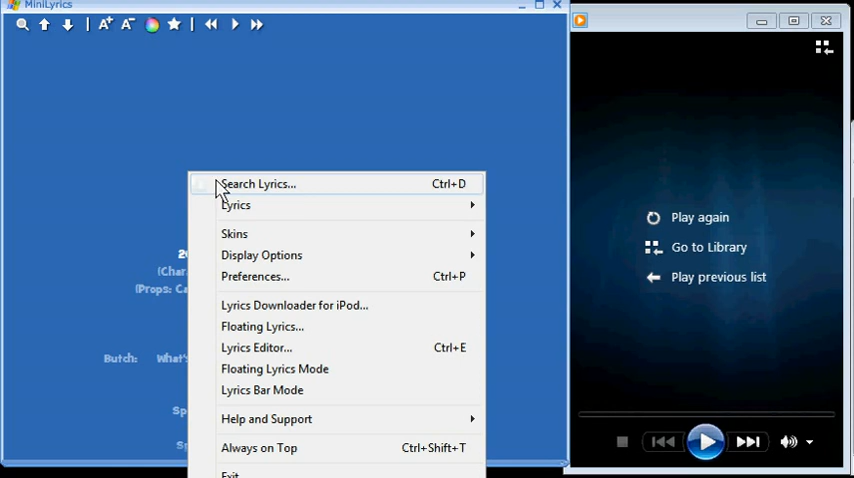 MiniLyrics
A+ A-
Search Lyrics... Ctrl+D
Lyrics
Skins
Display Options
Preferences... Ctrl+P
Lyrics Downloader for iPod...
Floating Lyrics...
Lyrics Editor... Ctrl+E
Floating Lyrics Mode
Lyrics Bar Mode
Help and Support
Always on Top Ctrl+Shift+T
Exit
(Props:
Butch: What's
Play again
Go to Library
Play previous list